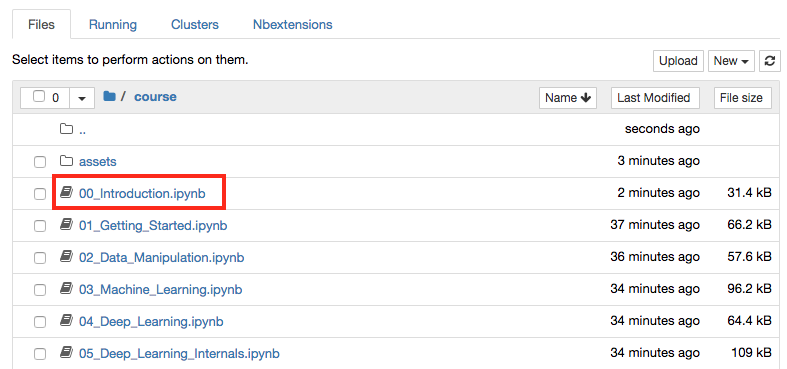 Files Running Clusters Nbextensions
Select items to perform actions on them. Upload New
0 / course Name Last Modified File size
.. seconds ago
assets 3 minutes ago
00_Introduction.ipynb 2 minutes ago 31.4 kB
01_Getting_Started.ipynb 37 minutes ago 66.2 kB
02_Data_Manipulation.ipynb 36 minutes ago 57.6 kB
03_Machine_Learning.ipynb 34 minutes ago 96.2 kB
04_Deep_Learning.ipynb 34 minutes ago 64.4 kB
05_Deep_Learning_Internals.ipynb 34 minutes ago 109 kB